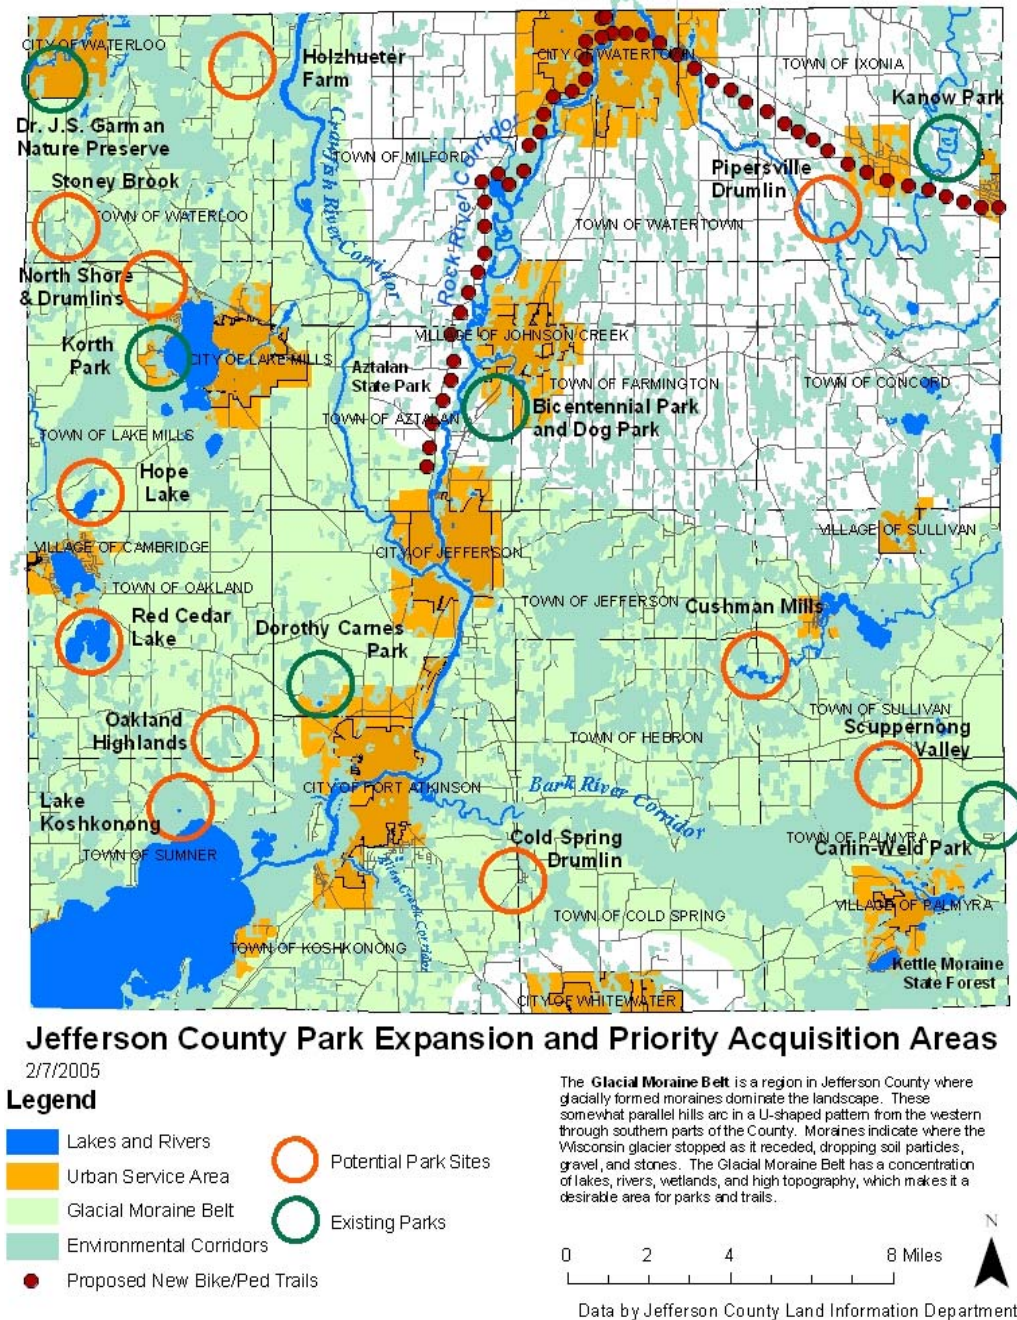 CITY OF WATERLOO
Holzhueter
Farm
CITY OF WATERTOWN
TOWN OF IXONIA
Kanow Park
Dr. J.S. Garman
Nature Preserve
Crawfish River Corridor
TOWN OF MILFORD
Rock River Corridor
Pipersville
Drumlin
Stoney Brook
TOWN OF WATERLOO
TOWN OF WATERTOWN
North Shore
& Drumlins
Korth
Park
CITY OF LAKE MILLS
VILLAGE OF JOHNSON CREEK
Aztalan
State Park
TOWN OF FARMINGTON
TOWN OF CONCORD
TOWN OF AZTALAN
Bicentennial Park
and Dog Park
TOWN OF LAKE MILLS
Hope
Lake
VILLAGE OF CAMBRIDGE
CITY OF JEFFERSON
VILLAGE OF SULLIVAN
TOWN OF OAKLAND
TOWN OF JEFFERSON
Cushman Mills
Red Cedar
Lake
Dorothy Carnes
Park
TOWN OF SULLIVAN
Oakland
Highlands
TOWN OF HEBRON
Scuppernong
Valley
CITY OF FORT ATKINSON
Bark River Corridor
Lake
Koshkonong
TOWN OF SUMNER
Cold Spring
Drumlin
TOWN OF PALMYRA
Carlin-Weld Park
Allen Creek Corridor
TOWN OF COLD SPRING
VILLAGE OF PALMYRA
TOWN OF KOSHKONONG
Kettle Moraine
State Forest
CITY OF WHITEWATER
Jefferson County Park Expansion and Priority Acquisition Areas
2/7/2005
Legend
Lakes and Rivers
Urban Service Area
Glacial Moraine Belt
Environmental Corridors
Proposed New Bike/Ped Trails
Potential Park Sites
Existing Parks
The Glacial Moraine Belt is a region in Jefferson County where
glacially formed moraines dominate the landscape. These
somewhat parallel hills arc in a U-shaped pattern from the western
through southern parts of the County. Moraines indicate where the
Wisconsin glacier stopped as it receded, dropping soil particles,
gravel, and stones. The Glacial Moraine Belt has a concentration
of lakes, rivers, wetlands, and high topography, which makes it a
desirable area for parks and trails.
N
0 2 4 8 Miles
Data by Jefferson County Land Information Department